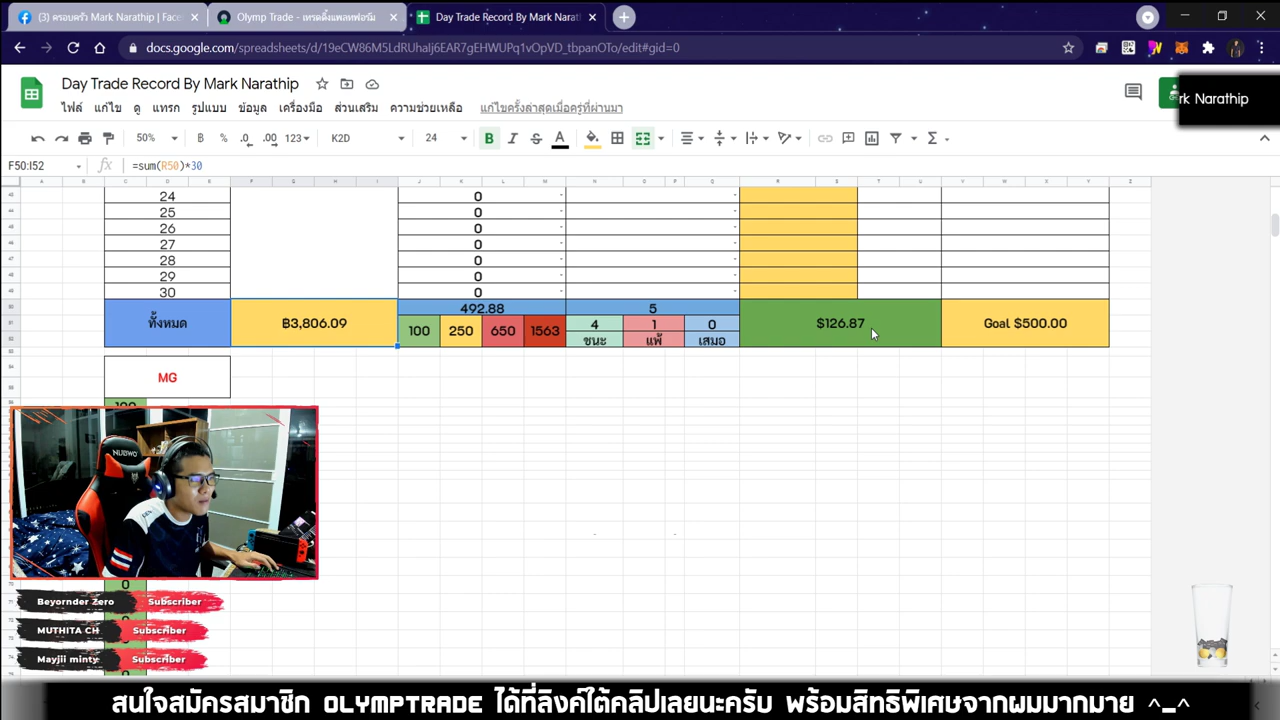 (3) ครอบครัว Mark Narathip | Face
Olymp Trade - เทรดดิ้งแพลทฟอร์ม
Day Trade Record By Mark Narath
docs.google.com/spreadsheets/d/19eCW86M5LdRUhalj6EAR7gEHWUPq1vOpVD_tbpanOTo/edit#gid=0
Day Trade Record By Mark Narathip
rk Narathip
ไฟล์ แก้ไข ดู แทรก รูปแบบ ข้อมูล เครื่องมือ ส่วนเสริม ความช่วยเหลือ แก้ไขครั้งล่าสุดเมื่อครู่ที่ผ่านมา
50% ฿ % .0 .00 123 K2D 24 B I S A
F50:I52 fx =sum(R50)*30
A B C D E F G H I J K L M N O P Q R S T U V W X Y Z
24 0 - -
25 0 - -
26 0 - -
27 0 - -
28 0 - -
29 0 - -
30 0 - -
ทั้งหมด ฿3,806.09 492.88 5 $126.87 Goal $500.00
100 250 650 1563 4 1 0
ชนะ แพ้ เสมอ
MG
100
NUBWO
0
Beyornder Zero Subscriber
MUTHITA CH Subscriber
Mayjii minty Subscriber
สนใจสมัครสมาชิก OLYMPTRADE ได้ที่ลิงค์ใต้คลิปเลยนะครับ พร้อมสิทธิพิเศษจากผมมากมาย ^_^